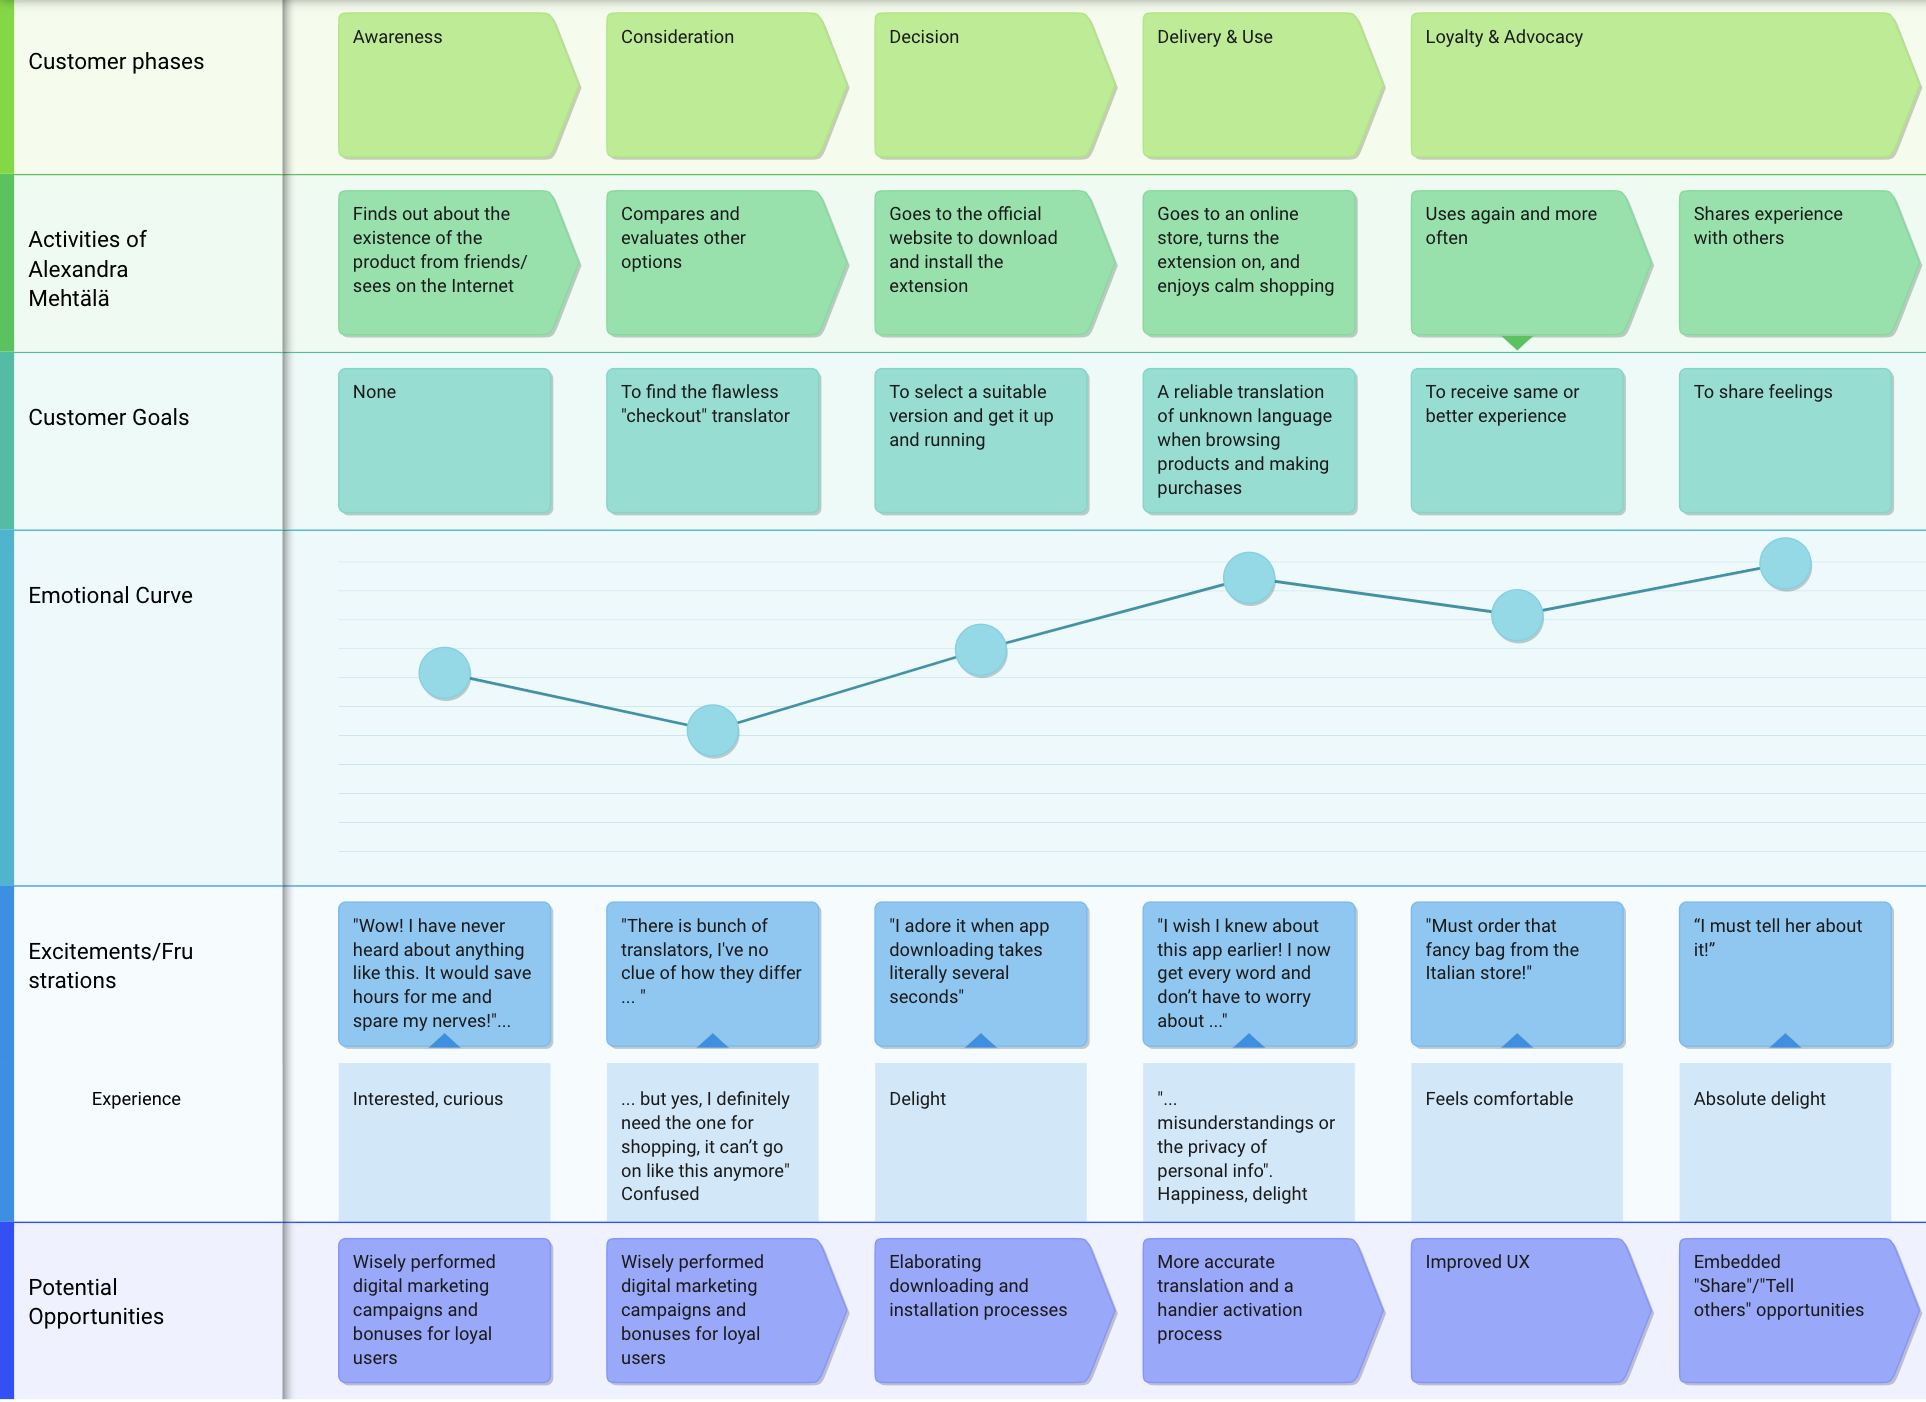 Customer phases
Awareness
Consideration
Decision
Delivery & Use
Loyalty & Advocacy
Activities of
Alexandra
Mehtälä
Finds out about the
existence of the
product from friends/
sees on the Internet
Compares and
evaluates other
options
Goes to the official
website to download
and install the
extension
Goes to an online
store, turns the
extension on, and
enjoys calm shopping
Uses again and more
often
Shares experience
with others
Customer Goals
None
To find the flawless
"checkout" translator
To select a suitable
version and get it up
and running
A reliable translation
of unknown language
when browsing
products and making
purchases
To receive same or
better experience
To share feelings
Emotional Curve
Excitements/Fru
strations
"Wow! I have never
heard about anything
like this. It would save
hours for me and
spare my nerves!"...
"There is bunch of
translators, I've no
clue of how they differ
... "
"I adore it when app
downloading takes
literally several
seconds"
"I wish I knew about
this app earlier! I now
get every word and
don’t have to worry
about ..."
"Must order that
fancy bag from the
Italian store!"
“I must tell her about
it!”
Experience
Interested, curious
... but yes, I definitely
need the one for
shopping, it can’t go
on like this anymore"
Confused
Delight
"...
misunderstandings or
the privacy of
personal info".
Happiness, delight
Feels comfortable
Absolute delight
Potential
Opportunities
Wisely performed
digital marketing
campaigns and
bonuses for loyal
users
Wisely performed
digital marketing
campaigns and
bonuses for loyal
users
Elaborating
downloading and
installation processes
More accurate
translation and a
handier activation
process
Improved UX
Embedded
"Share"/"Tell
others" opportunities